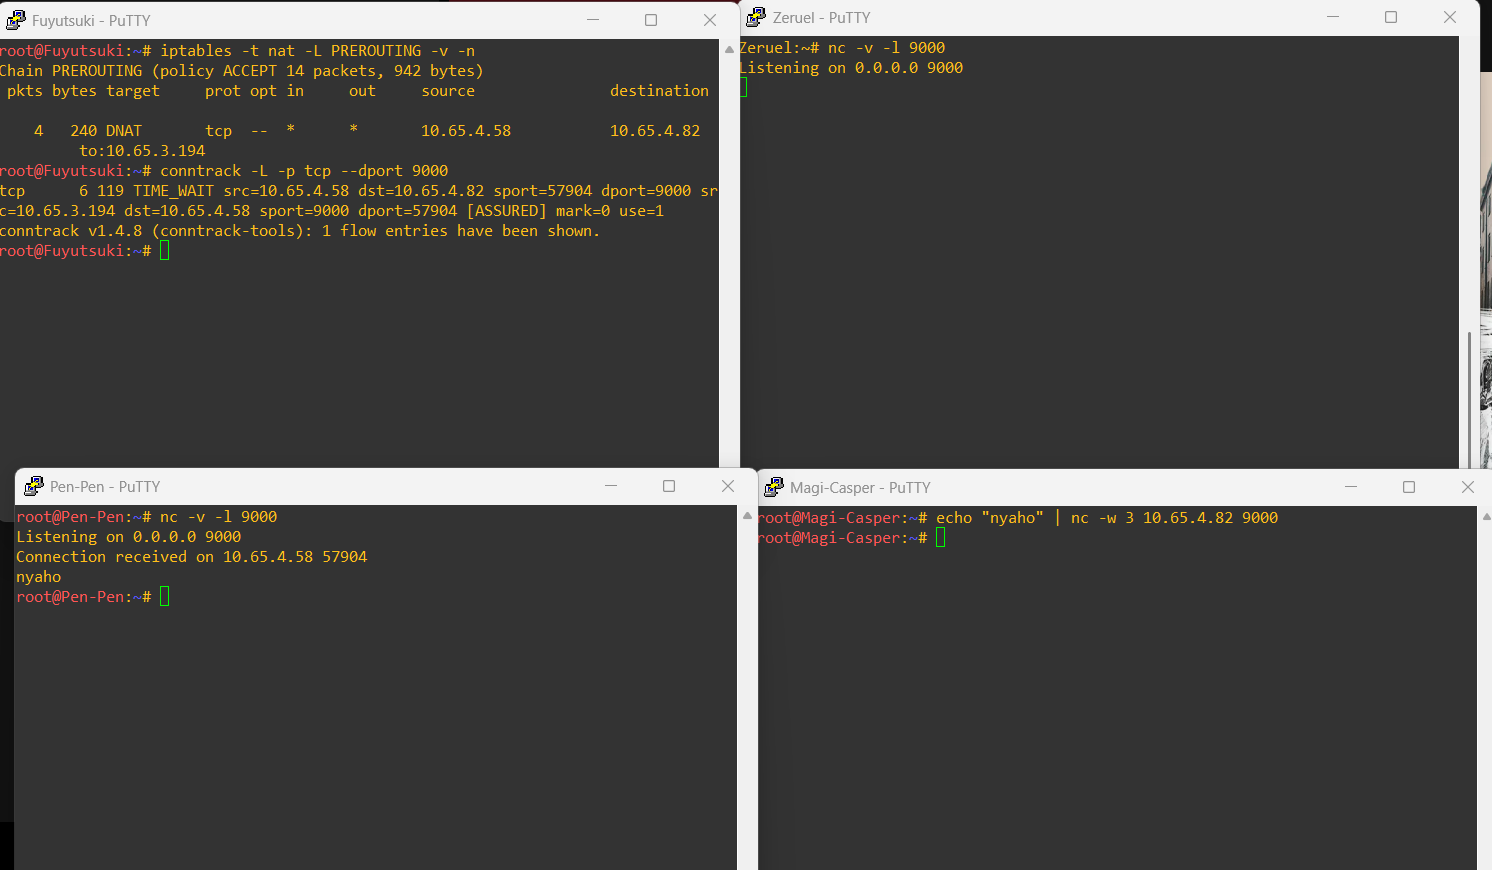 Fuyutsuki - PuTTY
root@Fuyutsuki:~# iptables -t nat -L PREROUTING -v -n
Chain PREROUTING (policy ACCEPT 14 packets, 942 bytes)
 pkts bytes target     prot opt in     out     source               destination
    4   240 DNAT       tcp  --  *      *       10.65.4.58           10.65.4.82
         to:10.65.3.194
root@Fuyutsuki:~# conntrack -L -p tcp --dport 9000
tcp      6 119 TIME_WAIT src=10.65.4.58 dst=10.65.4.82 sport=57904 dport=9000 sr
c=10.65.3.194 dst=10.65.4.58 sport=9000 dport=57904 [ASSURED] mark=0 use=1
conntrack v1.4.8 (conntrack-tools): 1 flow entries have been shown.
root@Fuyutsuki:~#
Zeruel - PuTTY
Zeruel:~# nc -v -l 9000
Listening on 0.0.0.0 9000
Pen-Pen - PuTTY
root@Pen-Pen:~# nc -v -l 9000
Listening on 0.0.0.0 9000
Connection received on 10.65.4.58 57904
nyaho
root@Pen-Pen:~#
Magi-Casper - PuTTY
root@Magi-Casper:~# echo "nyaho" | nc -w 3 10.65.4.82 9000
root@Magi-Casper:~#